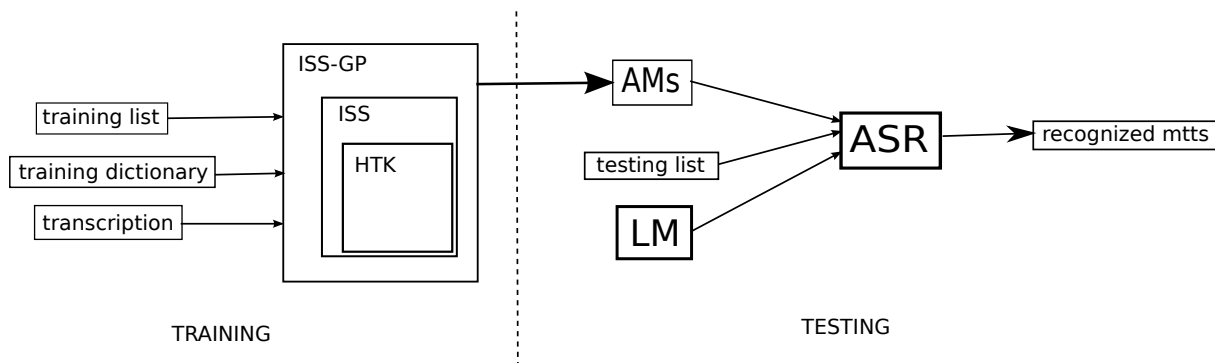 ISS-GP
ISS
HTK
training list
training dictionary
transcription
TRAINING
AMs
testing list
LM
ASR
recognized mtts
TESTING